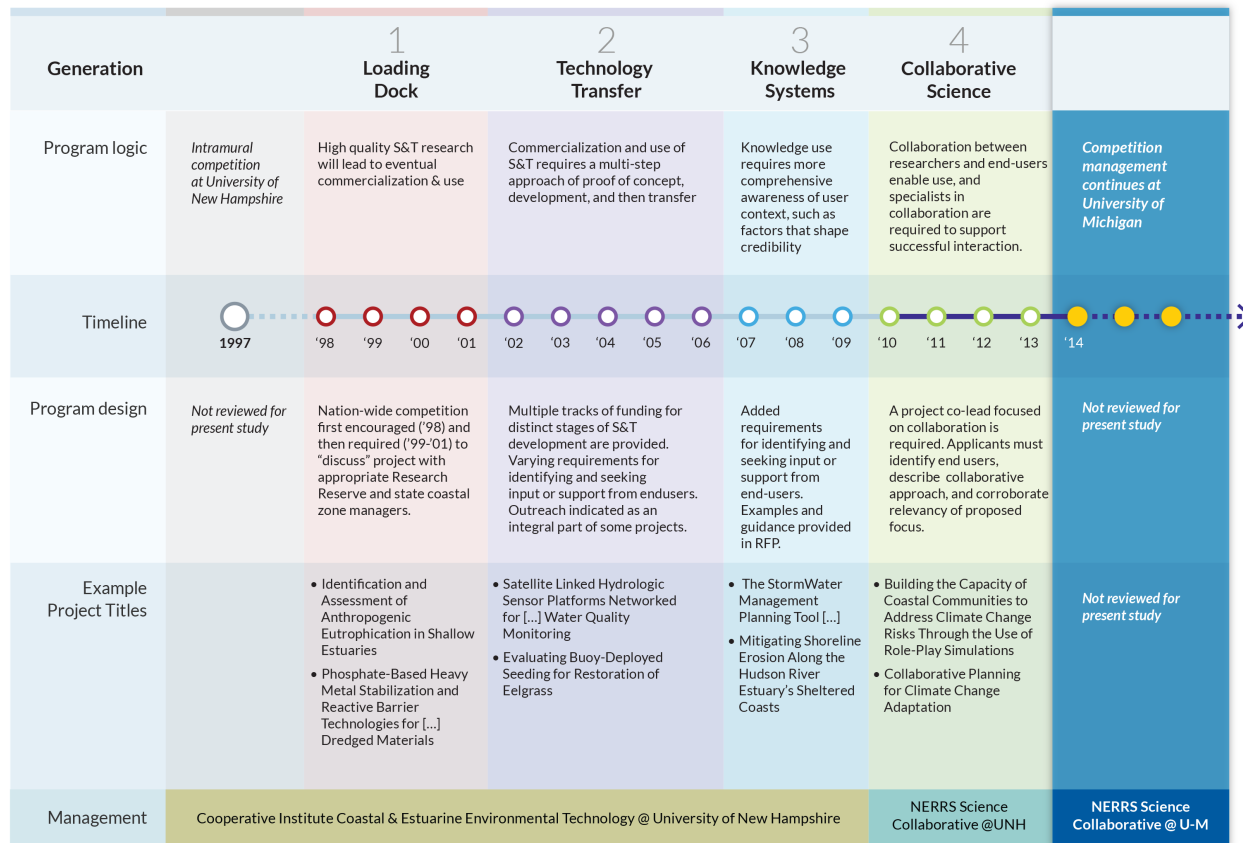 Generation
1
Loading
Dock
2
Technology
Transfer
3
Knowledge
Systems
4
Collaborative
Science
Program logic
Intramural
competition
at University of
New Hampshire
High quality S&T research
will lead to eventual
commercialization & use
Commercialization and use of
S&T requires a multi-step
approach of proof of concept,
development, and then transfer
Knowledge use
requires more
comprehensive
awareness of user
context, such as
factors that shape
credibility
Collaboration between
researchers and end-users
enable use, and
specialists in
collaboration are
required to support
successful interaction.
Competition
management
continues at
University of
Michigan
Timeline
1997
‘98
‘99
‘00
‘01
‘02
‘03
‘04
‘05
‘06
‘07
‘08
‘09
‘10
‘11
‘12
‘13
‘14
Program design
Not reviewed for
present study
Nation-wide competition
first encouraged (’98) and
then required (’99-’01) to
“discuss” project with
appropriate Research
Reserve and state coastal
zone managers.
Multiple tracks of funding for
distinct stages of S&T
development are provided.
Varying requirements for
identifying and seeking
input or support from endusers.
Outreach indicated as an
integral part of some projects.
Added
requirements
for identifying and
seeking input or
support from
end-users.
Examples and
guidance provided
in RFP.
A project co-lead focused
on collaboration is
required. Applicants must
identify end users,
describe collaborative
approach, and corroborate
relevancy of proposed
focus.
Not reviewed for
present study
Example
Project Titles
• Identification and
Assessment of
Anthropogenic
Eutrophication in Shallow
Estuaries
• Phosphate-Based Heavy
Metal Stabilization and
Reactive Barrier
Technologies for [...]
Dredged Materials
• Satellite Linked Hydrologic
Sensor Platforms Networked
for [...] Water Quality
Monitoring
• Evaluating Buoy-Deployed
Seeding for Restoration of
Eelgrass
• The StormWater
Management
Planning Tool [...]
• Mitigating Shoreline
Erosion Along the
Hudson River
Estuary’s Sheltered
Coasts
• Building the Capacity of
Coastal Communities to
Address Climate Change
Risks Through the Use of
Role-Play Simulations
• Collaborative Planning
for Climate Change
Adaptation
Not reviewed for
present study
Management
Cooperative Institute Coastal & Estuarine Environmental Technology @ University of New Hampshire
NERRS Science
Collaborative @UNH
NERRS Science
Collaborative @ U-M